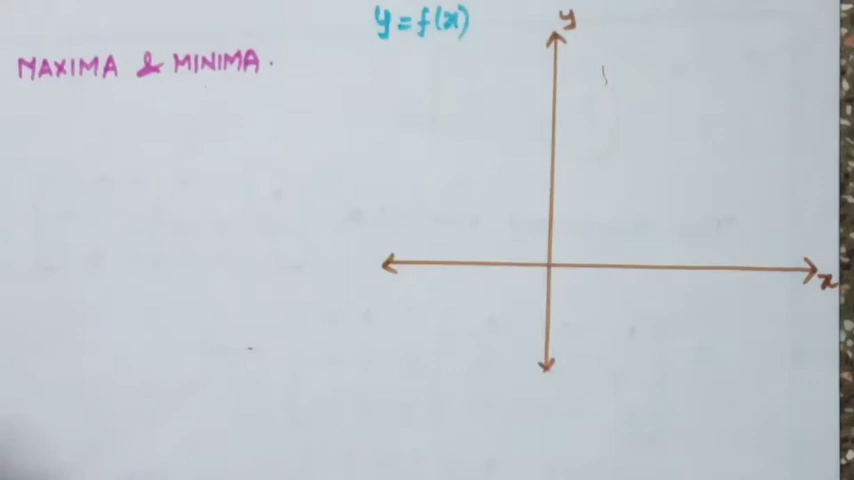 y = f(x)
y
MAXIMA & MINIMA.
x